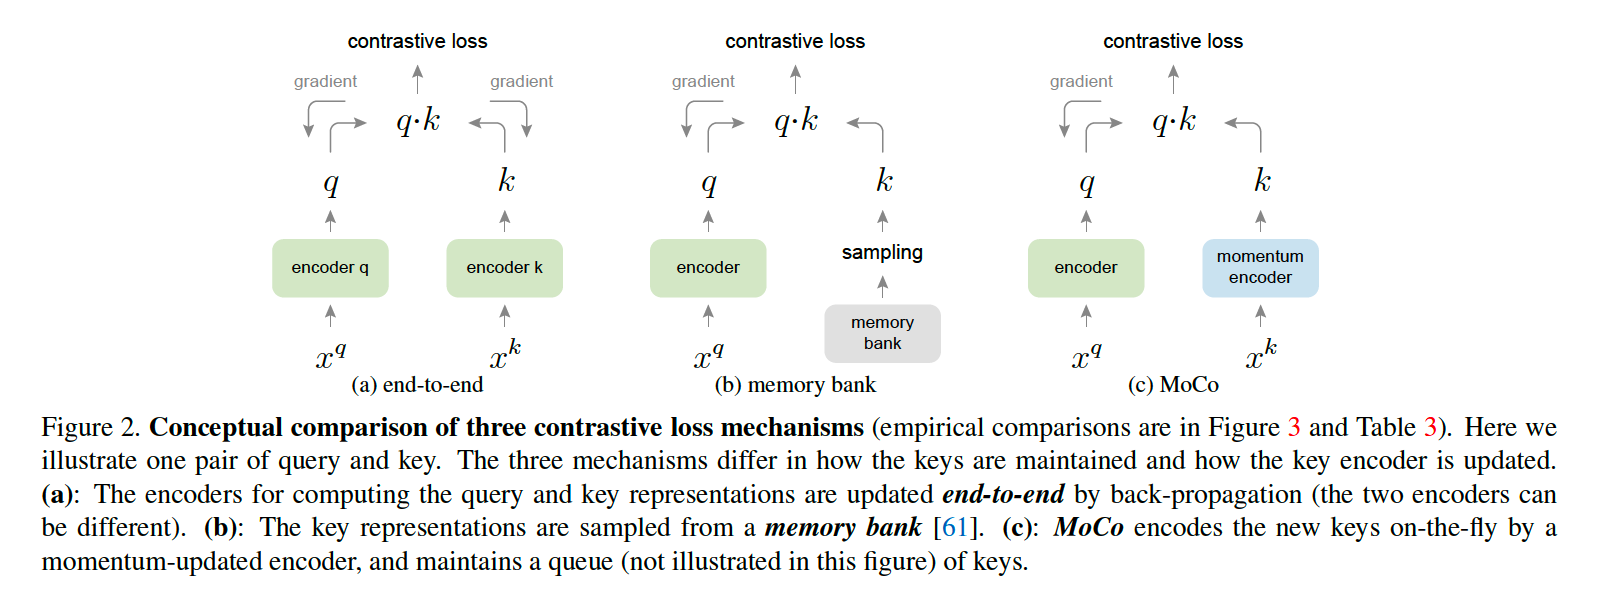 contrastive loss contrastive loss contrastive loss
gradient gradient gradient gradient
q·k q·k q·k
q k q k q k
sampling
encoder q encoder k encoder encoder momentum encoder
memory bank
x^q x^k x^q x^q x^k
(a) end-to-end (b) memory bank (c) MoCo
Figure 2. Conceptual comparison of three contrastive loss mechanisms (empirical comparisons are in Figure 3 and Table 3). Here we
illustrate one pair of query and key. The three mechanisms differ in how the keys are maintained and how the key encoder is updated.
(a): The encoders for computing the query and key representations are updated end-to-end by back-propagation (the two encoders can
be different). (b): The key representations are sampled from a memory bank [61]. (c): MoCo encodes the new keys on-the-fly by a
momentum-updated encoder, and maintains a queue (not illustrated in this figure) of keys.